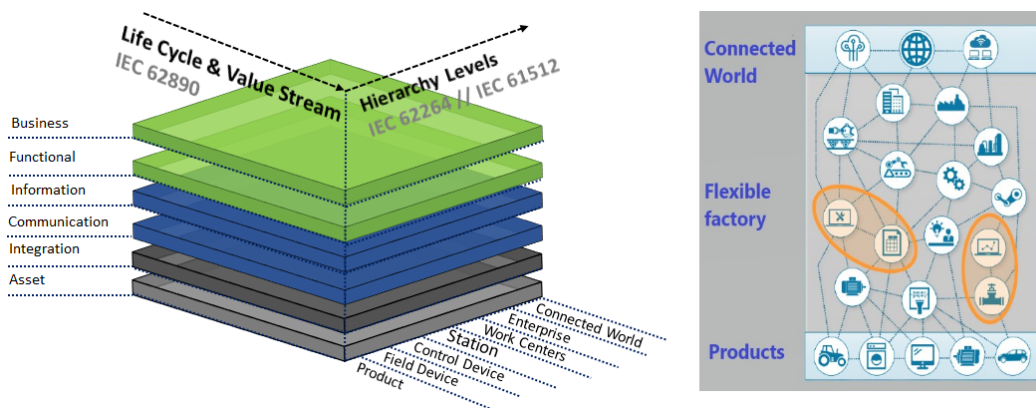 Life Cycle & Value Stream
IEC 62890
Hierarchy Levels
IEC 62264 // IEC 61512
Business
Functional
Information
Communication
Integration
Asset
Connected World
Enterprise
Work Centers
Station
Control Device
Field Device
Product
Connected
World
Flexible
factory
Products